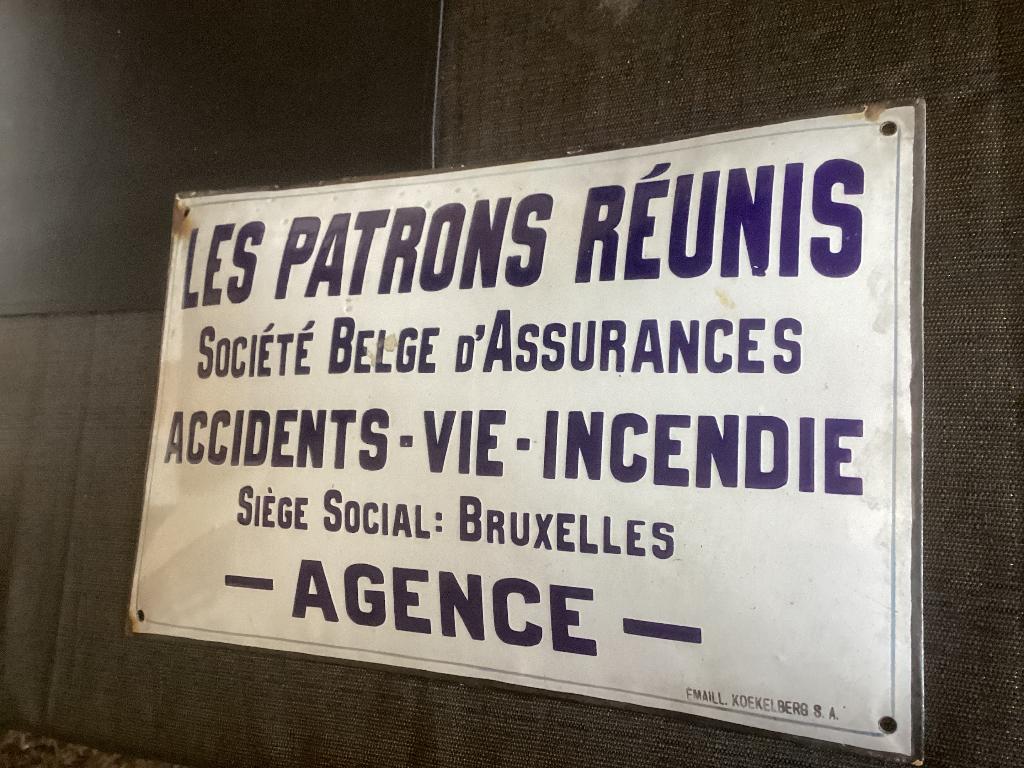 LES PATRONS RÉUNIS
SOCIÉTÉ BELGE D'ASSURANCES
ACCIDENTS - VIE - INCENDIE
SIÈGE SOCIAL: BRUXELLES
— AGENCE —
EMAILL. KOEKELBERG S. A.